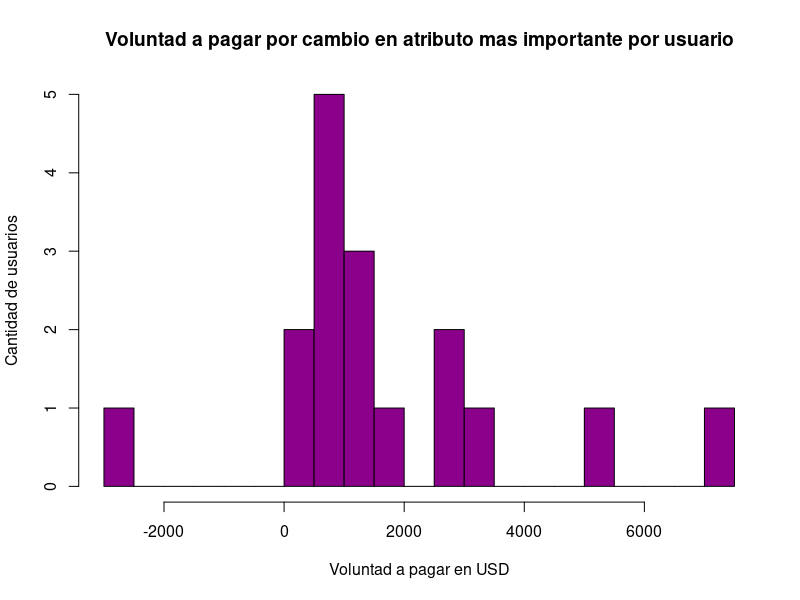 Voluntad a pagar por cambio en atributo mas importante por usuario
5
4
3
2
1
0
Cantidad de usuarios
-2000 0 2000 4000 6000
Voluntad a pagar en USD